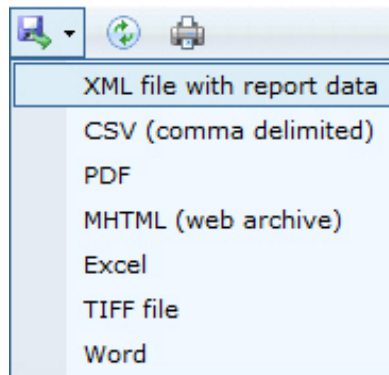 XML file with report data
CSV (comma delimited)
PDF
MHTML (web archive)
Excel
TIFF file
Word